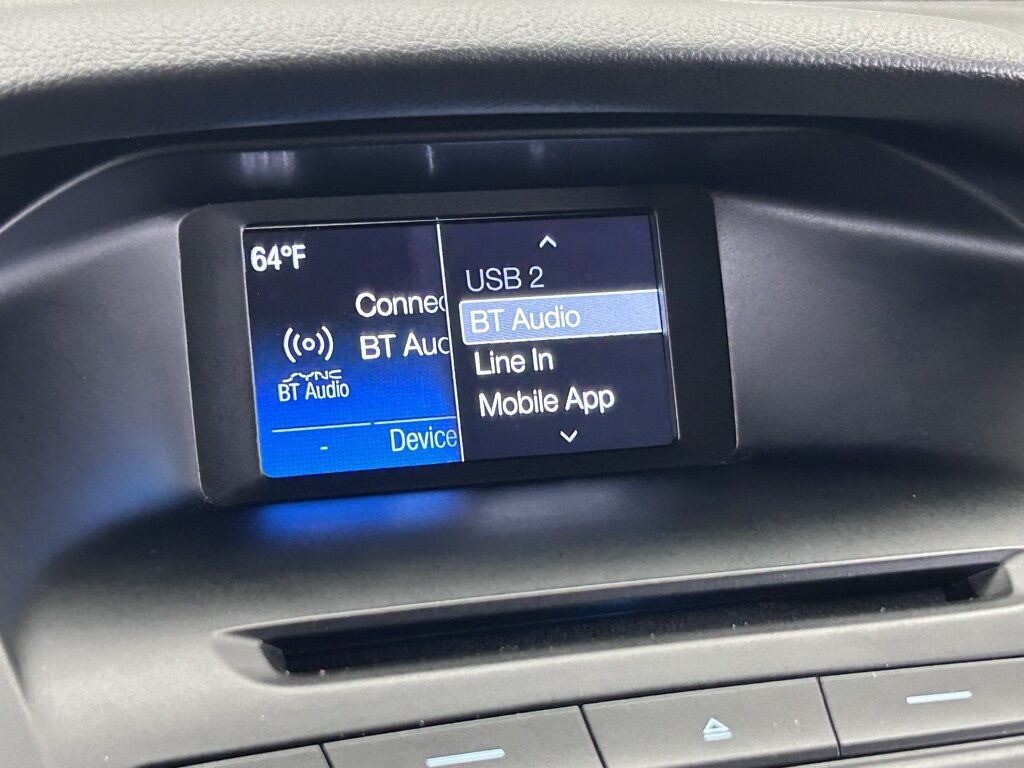 64°F
Connec
BT Aud
SYNC
BT Audio
-
Device
USB 2
BT Audio
Line In
Mobile App